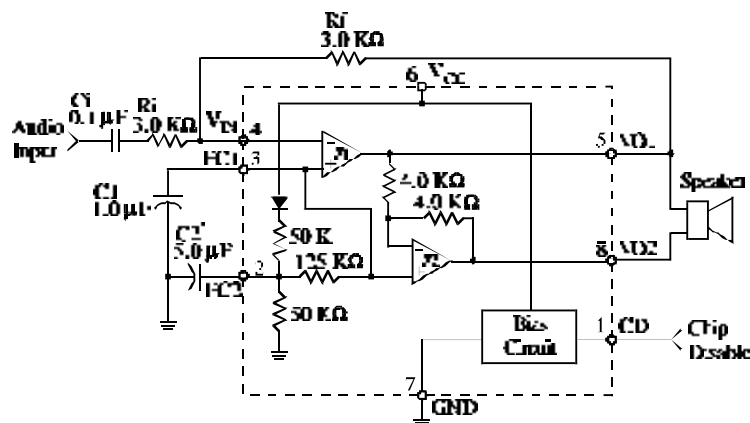 Rf
3.0 KΩ
6 VCC
Ci
0.1 µF
Ri
3.0 KΩ
VIN 4
5
Audio
Input
FC1 3
Speaker
C1
1.0 µF
4.0 KΩ
4.0 KΩ
50 K
C2
5.0 µF
125 KΩ
8 VO2
2
FC2
50 KΩ
Bias
Circuit
1 CD
Chip
Disable
7
GND